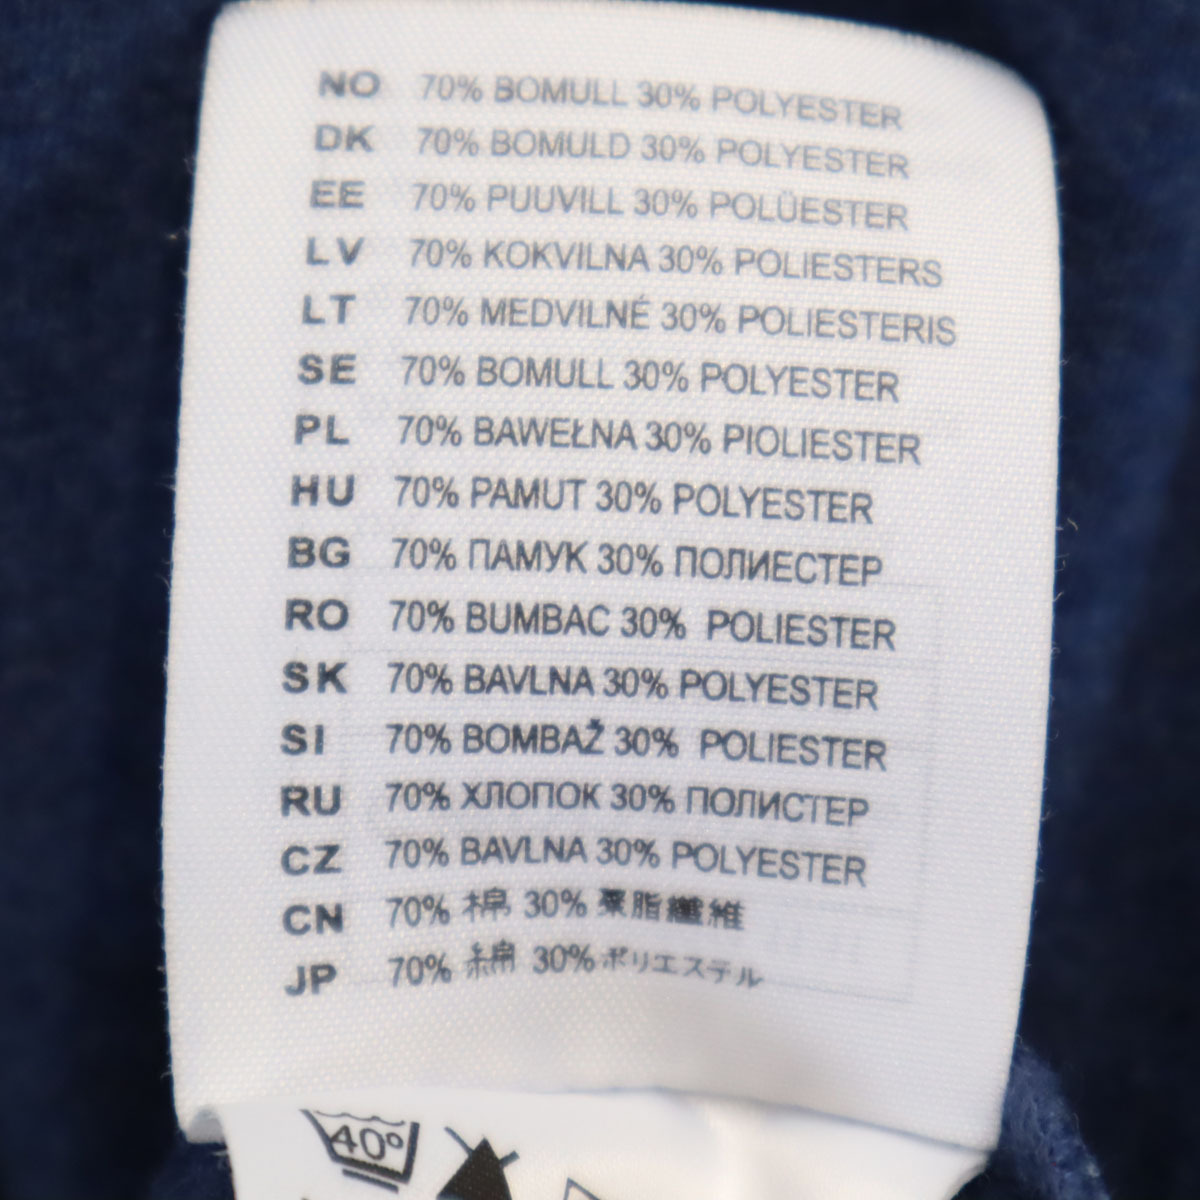 NO 70% BOMULL 30% POLYESTER
DK 70% BOMULD 30% POLYESTER
EE 70% PUUVILL 30% POLÜESTER
LV 70% KOKVILNA 30% POLIESTERS
LT 70% MEDVILNÉ 30% POLIESTERIS
SE 70% BOMULL 30% POLYESTER
PL 70% BAWEŁNA 30% PIOLIESTER
HU 70% PAMUT 30% POLYESTER
BG 70% ПАМУК 30% ПОЛИЕСТЕР
RO 70% BUMBAC 30% POLIESTER
SK 70% BAVLNA 30% POLYESTER
SI 70% BOMBAŽ 30% POLIESTER
RU 70% ХЛОПОК 30% ПОЛИСТЕР
CZ 70% BAVLNA 30% POLYESTER
CN 70% 棉 30% 聚脂纖維
JP 70% 綿 30% ポリエステル
40°